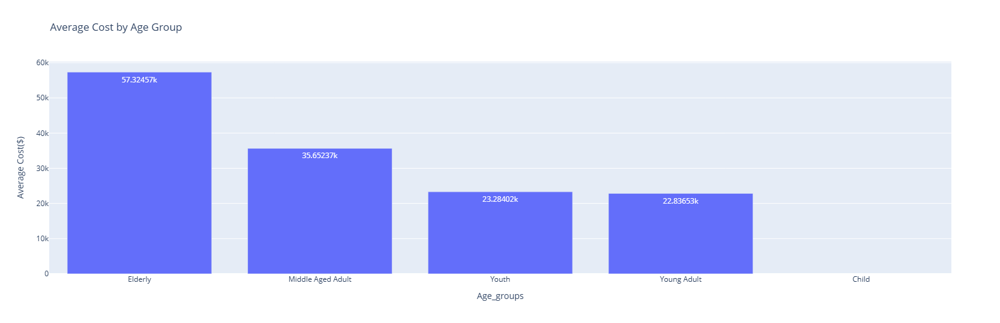 Average Cost by Age Group
60k
50k
40k
30k
20k
10k
0
Average Cost($)
57.32457k
35.65237k
23.28402k
22.83653k
Elderly
Middle Aged Adult
Youth
Young Adult
Child
Age_groups